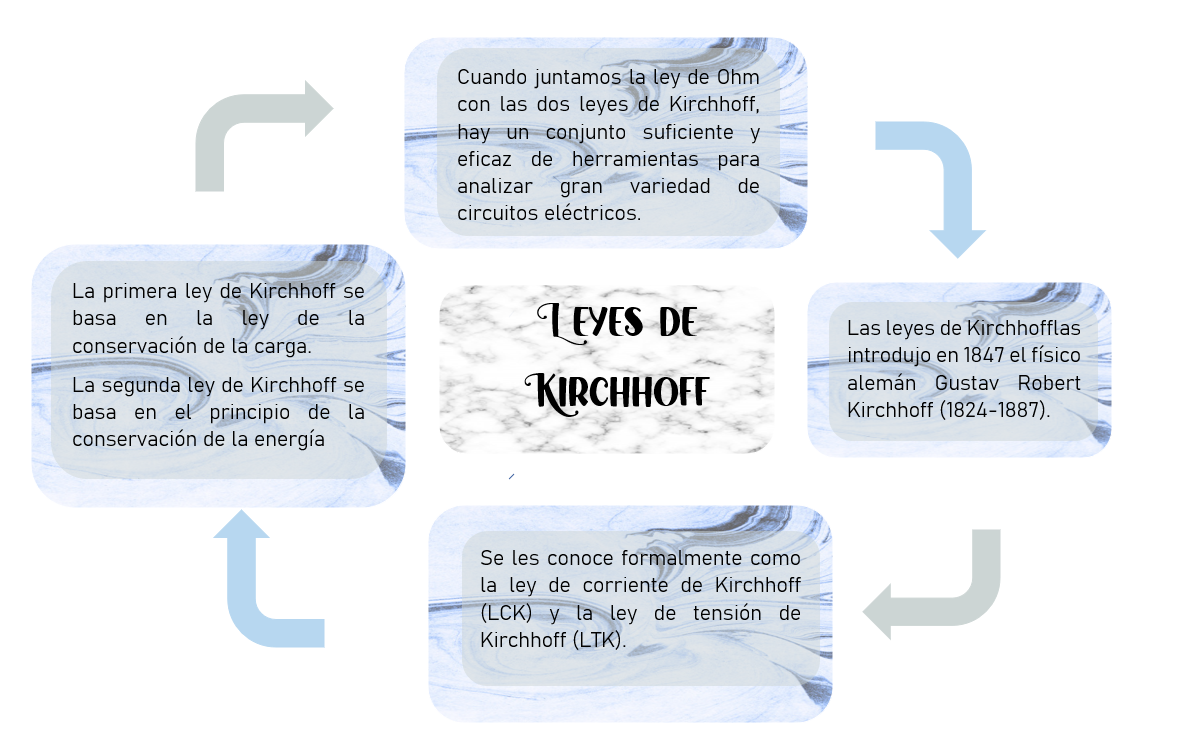 Cuando juntamos la ley de Ohm
con las dos leyes de Kirchhoff,
hay un conjunto suficiente y
eficaz de herramientas para
analizar gran variedad de
circuitos eléctricos.
La primera ley de Kirchhoff se
basa en la ley de la
conservación de la carga.
La segunda ley de Kirchhoff se
basa en el principio de la
conservación de la energía
LEYES DE
KIRCHHOFF
Las leyes de Kirchhofflas
introdujo en 1847 el físico
alemán Gustav Robert
Kirchhoff (1824-1887).
Se les conoce formalmente como
la ley de corriente de Kirchhoff
(LCK) y la ley de tensión de
Kirchhoff (LTK).